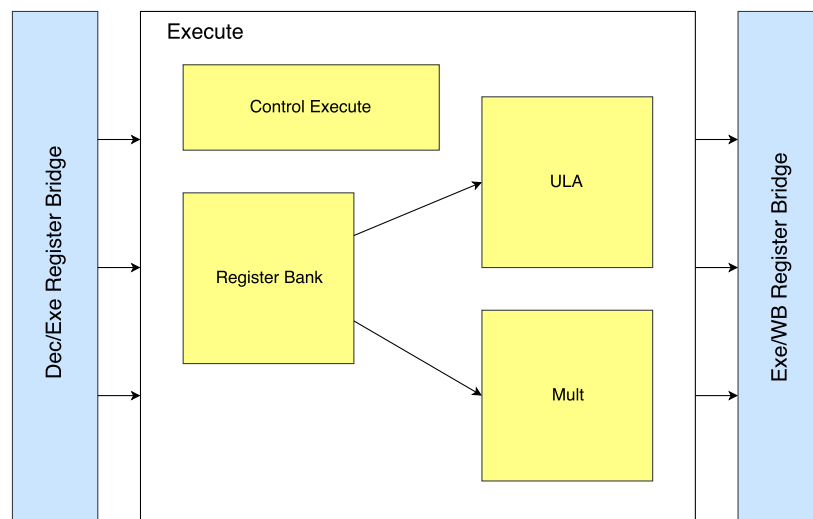 Execute
Control Execute
ULA
Register Bank
Mult
Dec/Exe Register Bridge
Exe/WB Register Bridge